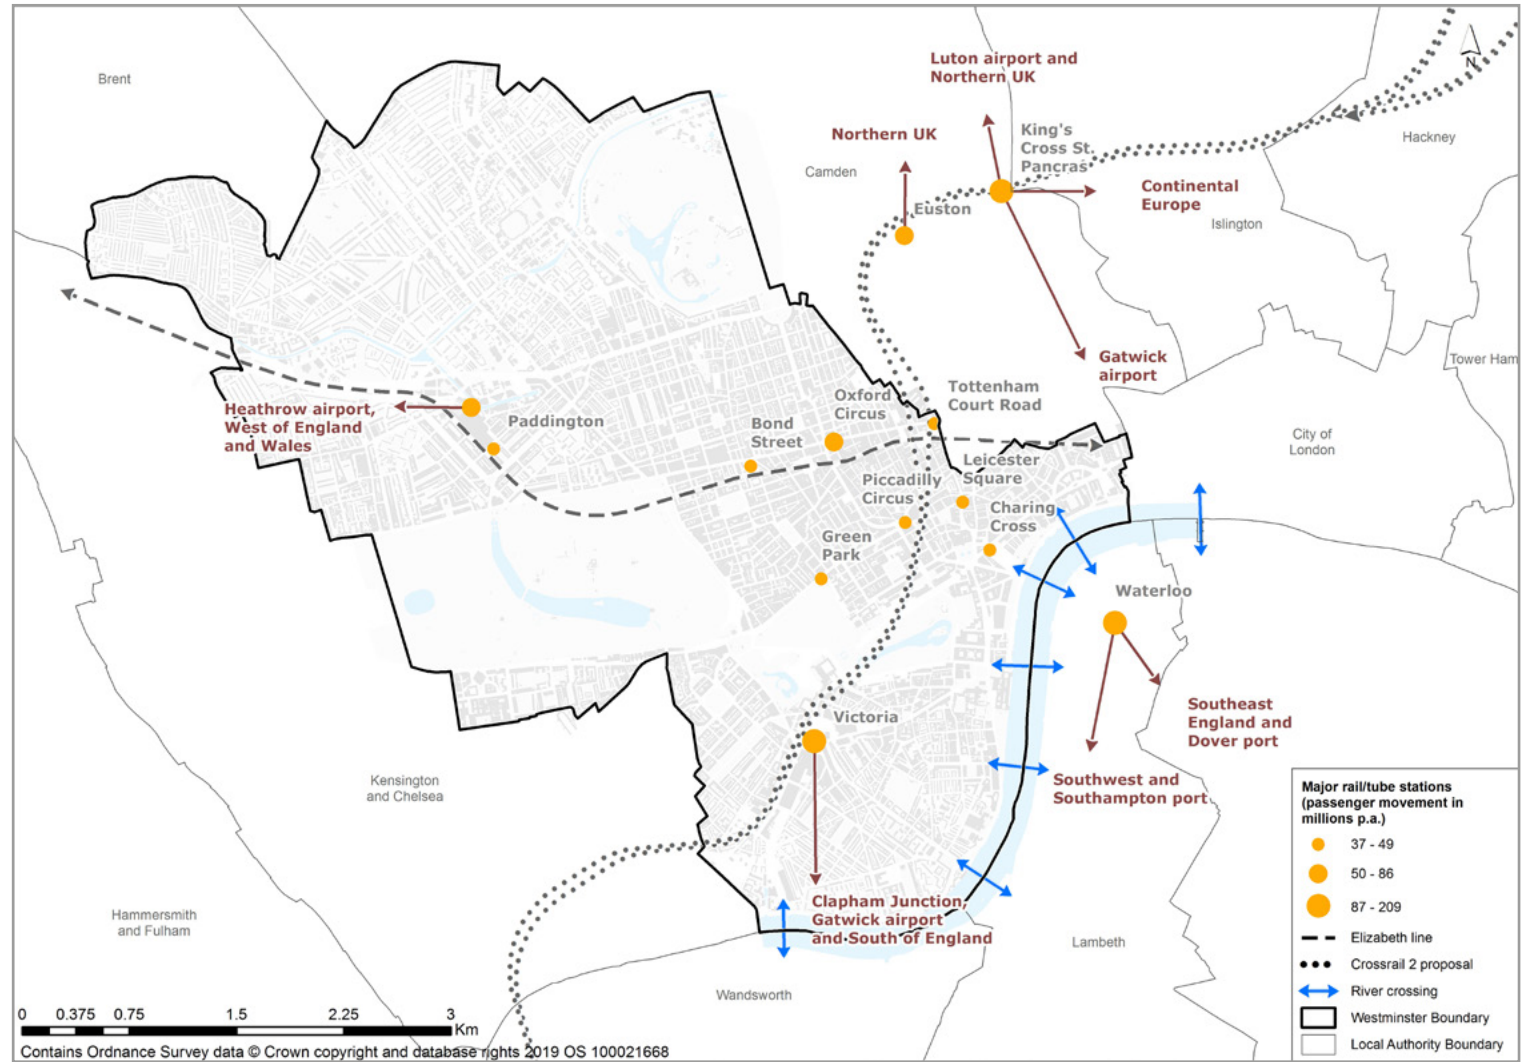 Brent
Luton airport and
Northern UK
N
Northern UK
King's
Cross St.
Pancras
Hackney
Camden
Continental
Europe
Euston
Islington
Gatwick
airport
Tower Ham
Heathrow airport,
West of England
and Wales
Paddington
Bond
Street
Oxford
Circus
Tottenham
Court Road
City of
London
Leicester
Square
Piccadilly
Circus
Charing
Cross
Green
Park
Waterloo
Southeast
England and
Dover port
Victoria
Southwest and
Southampton port
Kensington
and Chelsea
Clapham Junction,
Gatwick airport
and South of England
Hammersmith
and Fulham
Lambeth
Wandsworth
Major rail/tube stations
(passenger movement in
millions p.a.)
37 - 49
50 - 86
87 - 209
Elizabeth line
Crossrail 2 proposal
River crossing
Westminster Boundary
Local Authority Boundary
0 0.375 0.75 1.5 2.25 3
Km
Contains Ordnance Survey data © Crown copyright and database rights 2019 OS 100021668